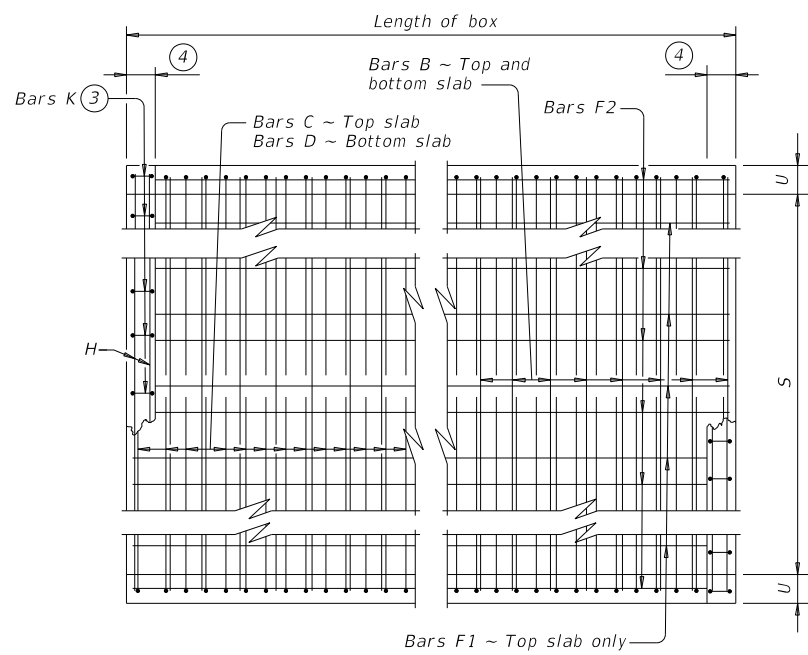 Length of box
4
4
Bars B ~ Top and
bottom slab
Bars K 3
Bars F2
Bars C ~ Top slab
Bars D ~ Bottom slab
U
H
S
U
Bars F1 ~ Top slab only